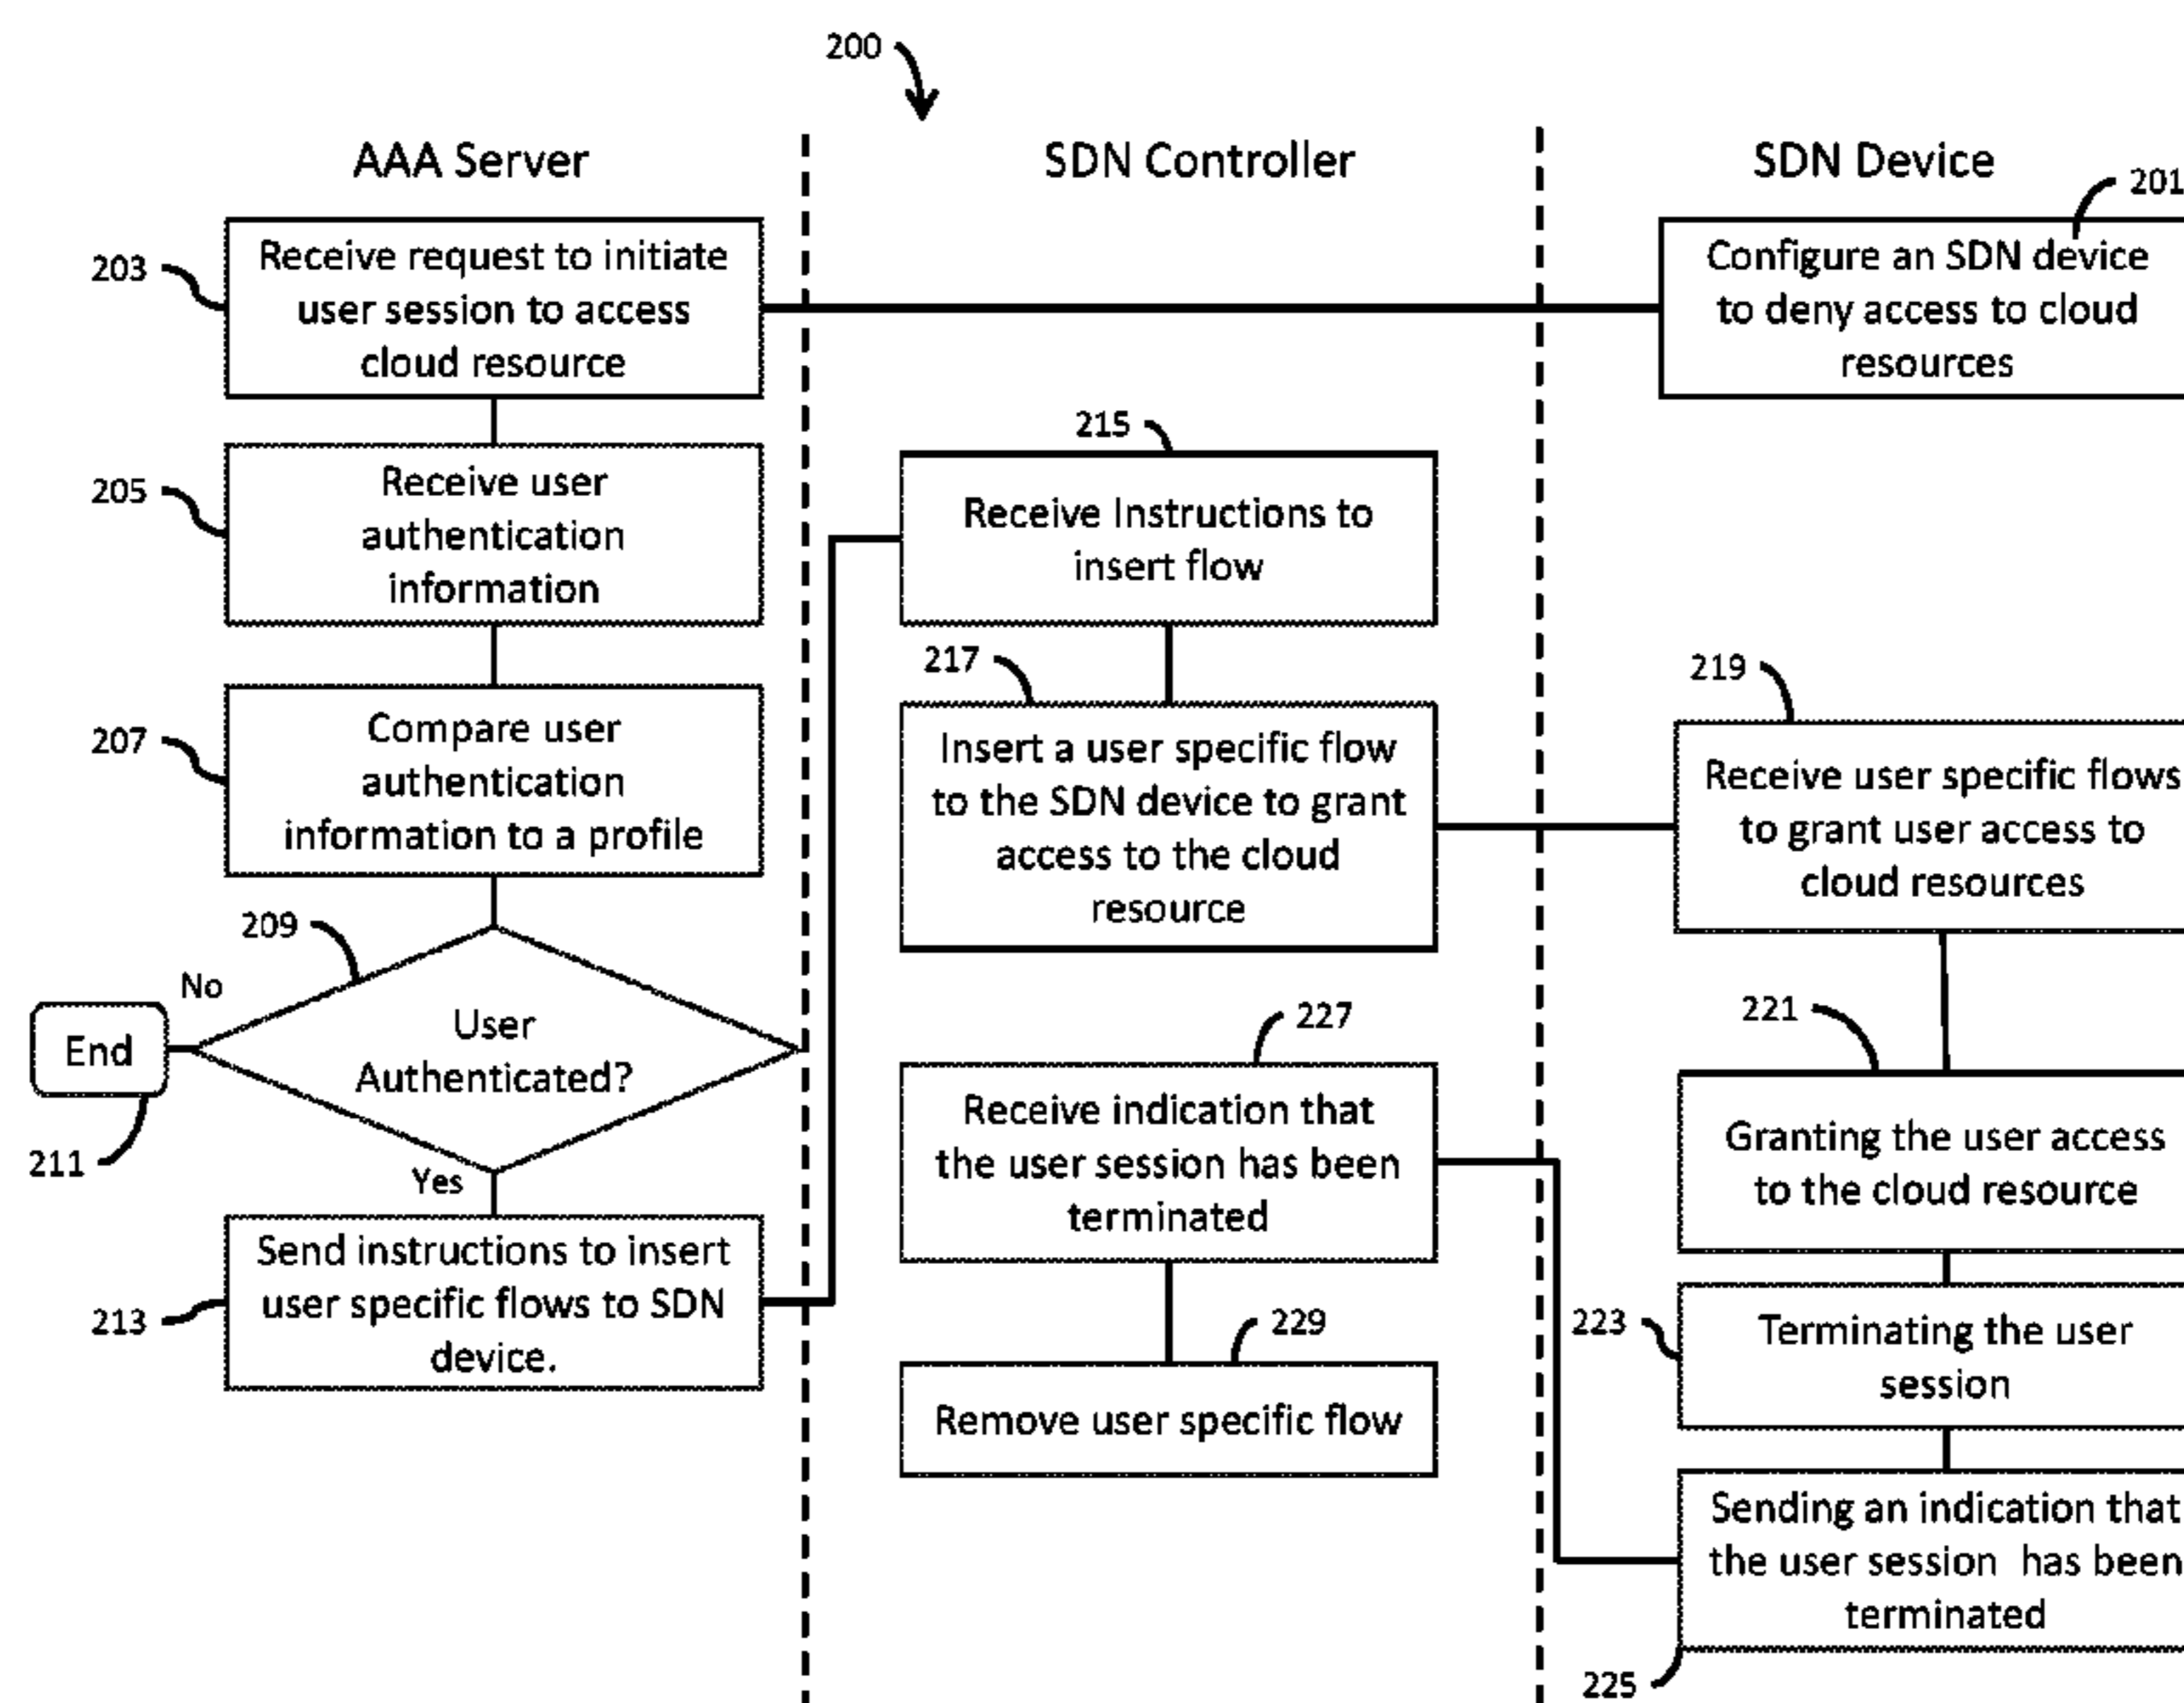 200
AAA Server
SDN Controller
SDN Device
201
203
Receive request to initiate
user session to access
cloud resource
Configure an SDN device
to deny access to cloud
resources
205
Receive user
authentication
information
215
Receive Instructions to
insert flow
207
Compare user
authentication
information to a profile
217
Insert a user specific flow
to the SDN device to grant
access to the cloud
resource
219
Receive user specific flows
to grant user access to
cloud resources
209
No
End
211
User
Authenticated?
Yes
227
Receive indication that
the user session has been
terminated
221
Granting the user access
to the cloud resource
213
Send instructions to insert
user specific flows to SDN
device.
229
Remove user specific flow
223
Terminating the user
session
Sending an indication that
the user session has been
terminated
225